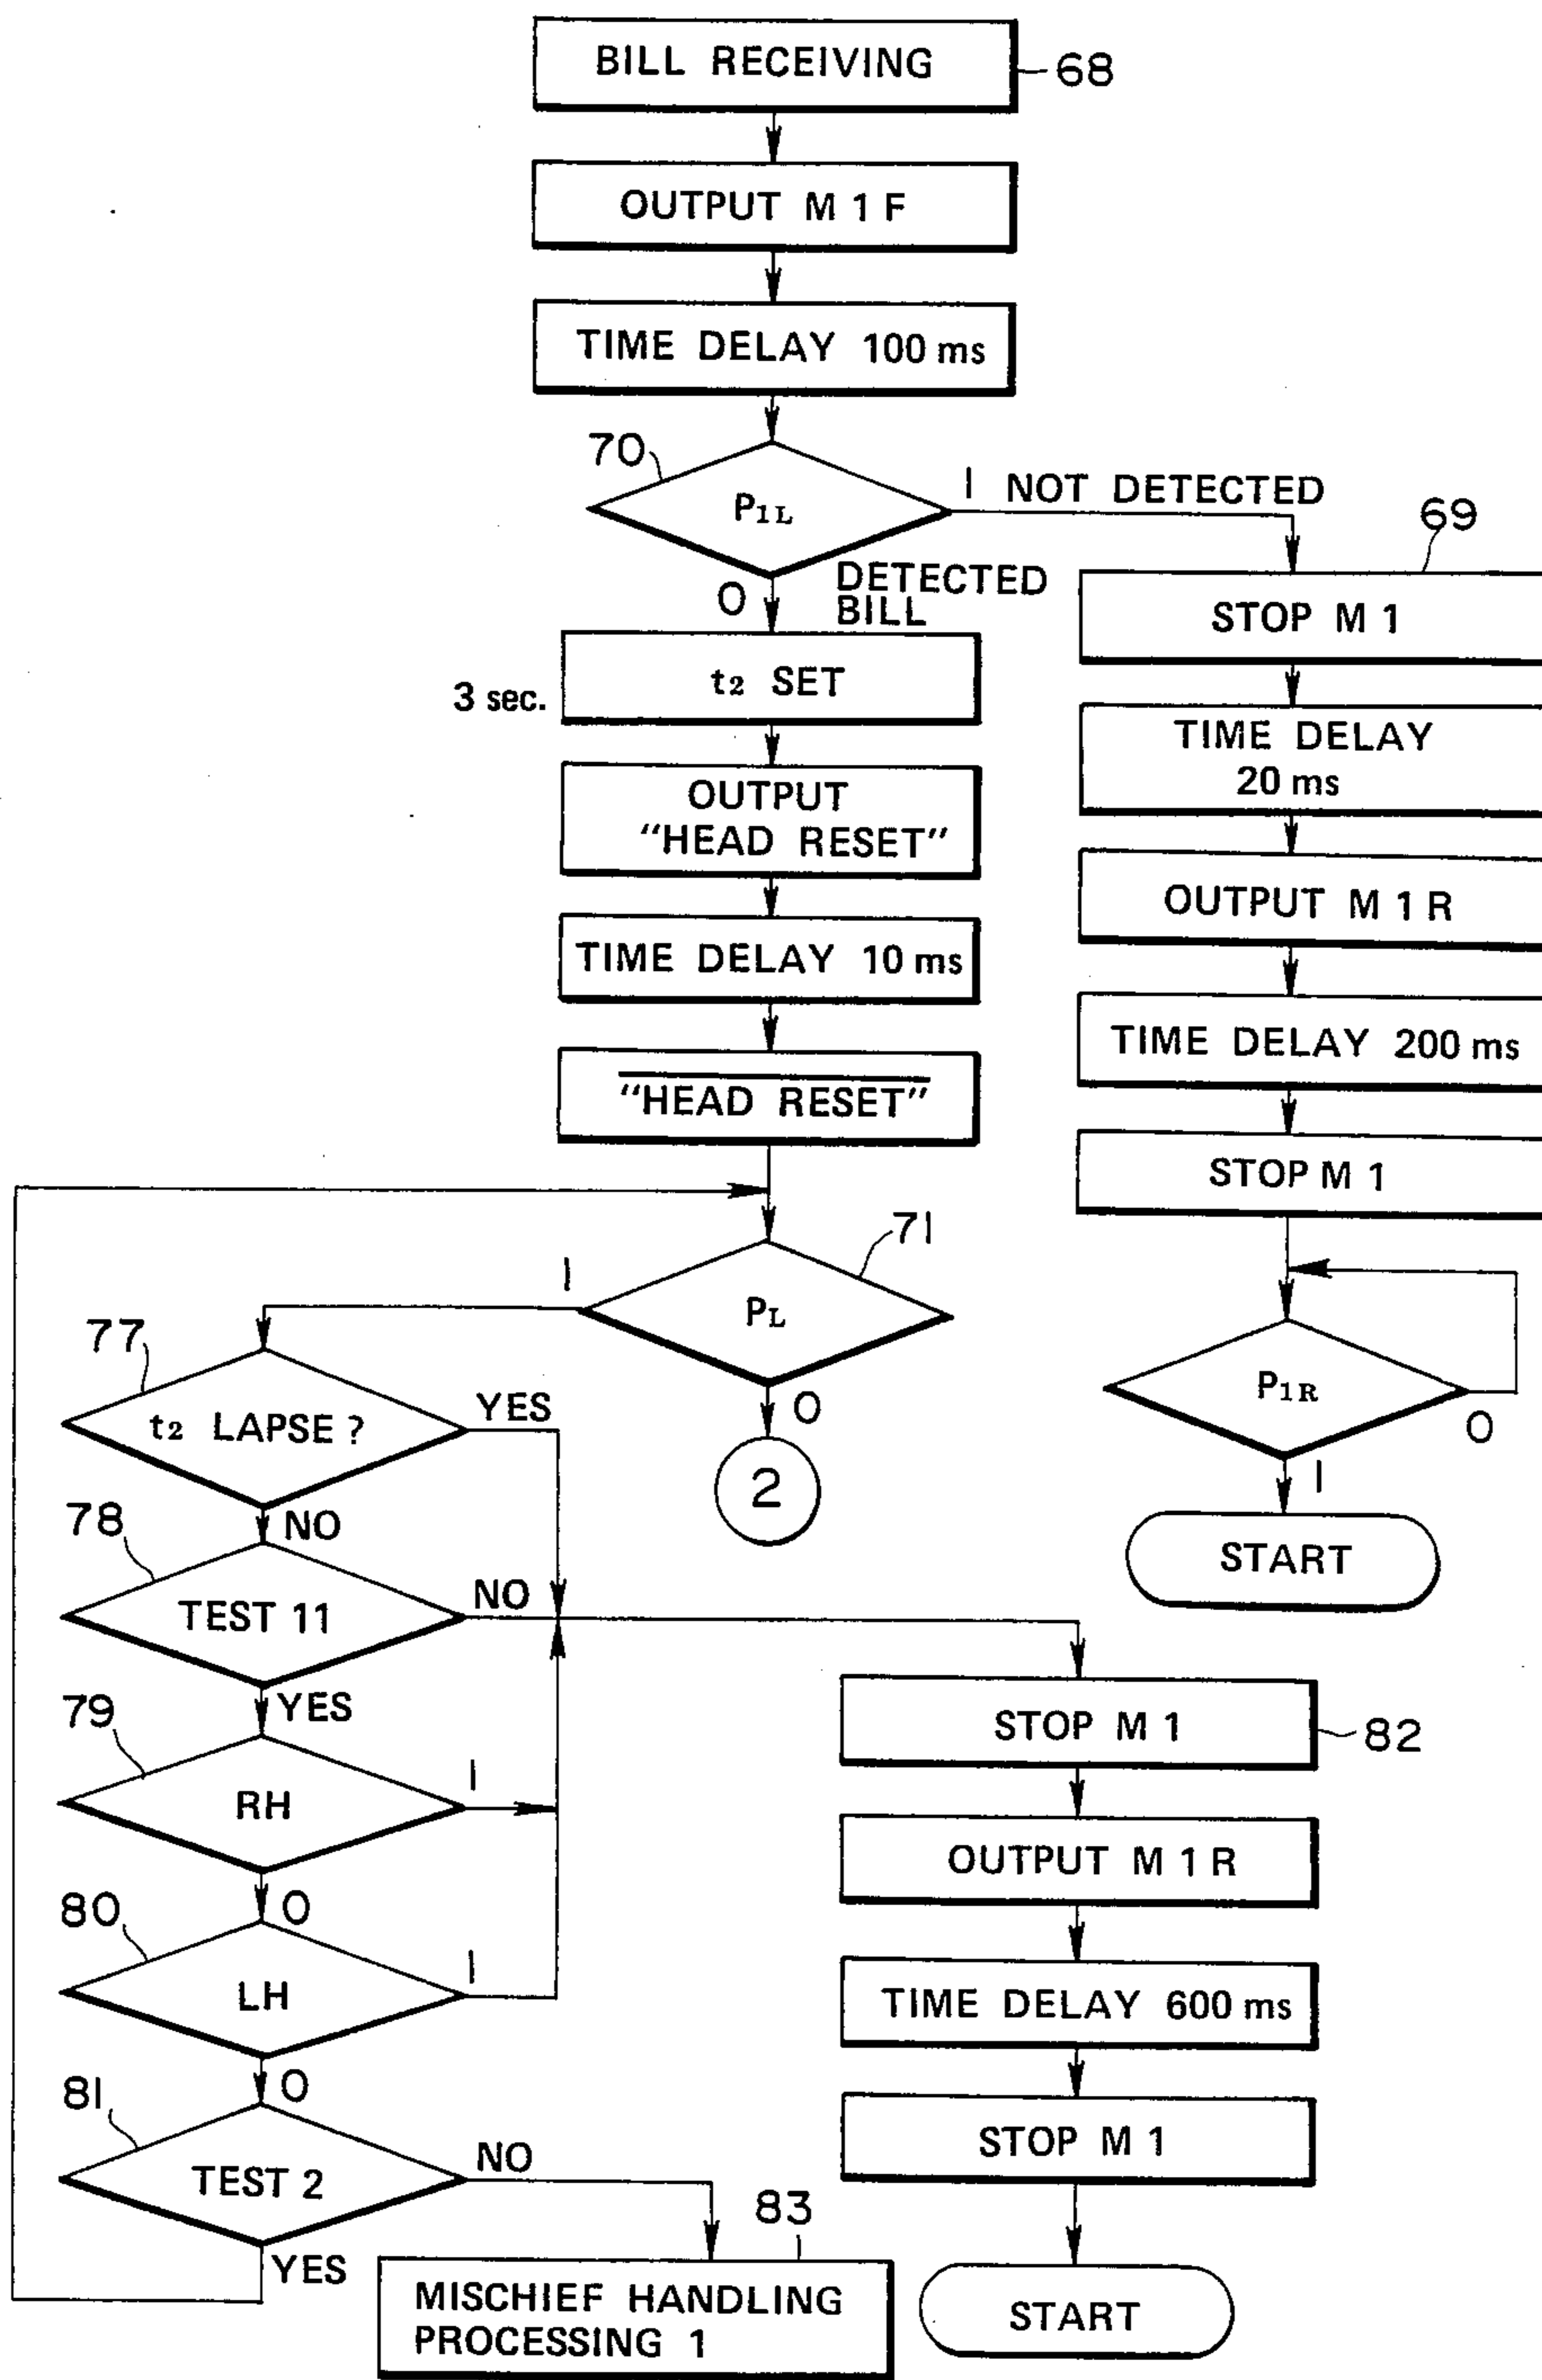 BILL RECEIVING
68
OUTPUT M 1 F
TIME DELAY 100 ms
70
P1L
1 NOT DETECTED
0
DETECTED
BILL
69
STOP M 1
3 sec.
t2 SET
TIME DELAY
20 ms
OUTPUT
“HEAD RESET”
OUTPUT M 1 R
TIME DELAY 10 ms
TIME DELAY 200 ms
“HEAD RESET”
STOP M 1
71
PL
1
0
2
P1R
0
1
START
77
t2 LAPSE ?
YES
NO
78
TEST 11
NO
YES
79
RH
1
0
80
LH
1
0
81
TEST 2
NO
YES
STOP M 1
82
OUTPUT M 1 R
TIME DELAY 600 ms
STOP M 1
START
83
MISCHIEF HANDLING
PROCESSING 1